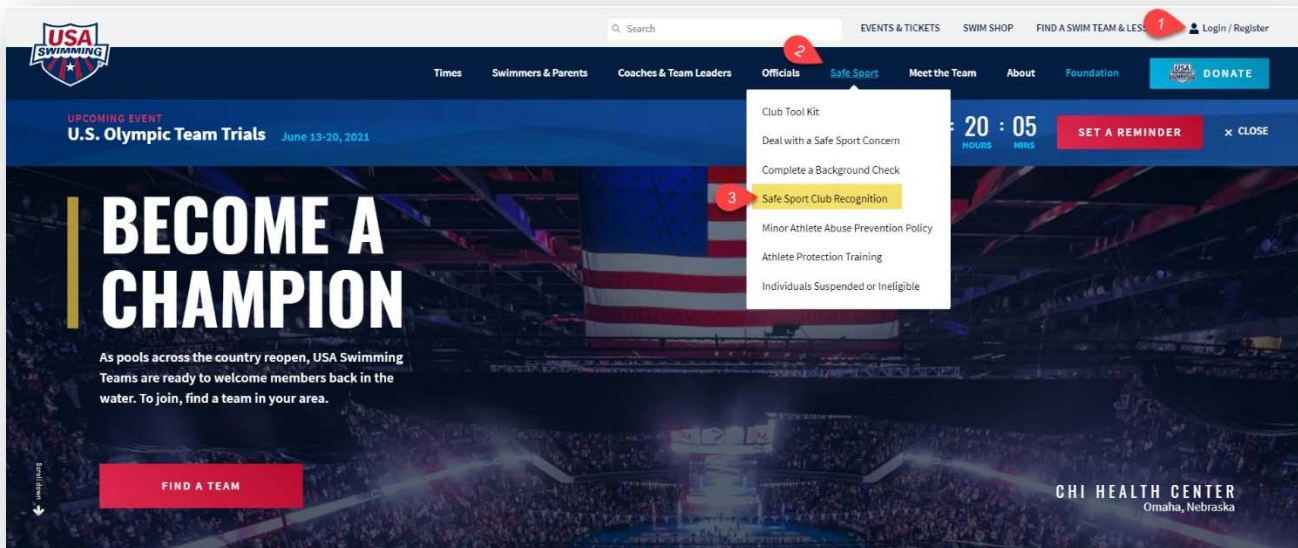 USA
SWIMMING
Search
EVENTS & TICKETS
SWIM SHOP
FIND A SWIM TEAM &
1
Login / Register
Times
Swimmers & Parents
Coaches & Team Leaders
Officials
2
Safe Sport
Meet the Team
About
Foundation
DONATE
UPCOMING EVENT
U.S. Olympic Team Trials
June 13-20, 2021
: 20 : 05
HOURS
MINS
SET A REMINDER
× CLOSE
Club Tool Kit
Deal with a Safe Sport Concern
Complete a Background Check
3
Safe Sport Club Recognition
Minor Athlete Abuse Prevention Policy
Athlete Protection Training
Individuals Suspended or Ineligible
BECOME A
CHAMPION
As pools across the country reopen, USA Swimming
Teams are ready to welcome members back in the
water. To join, find a team in your area.
Scroll down
FIND A TEAM
CHI HEALTH CENTER
Omaha, Nebraska